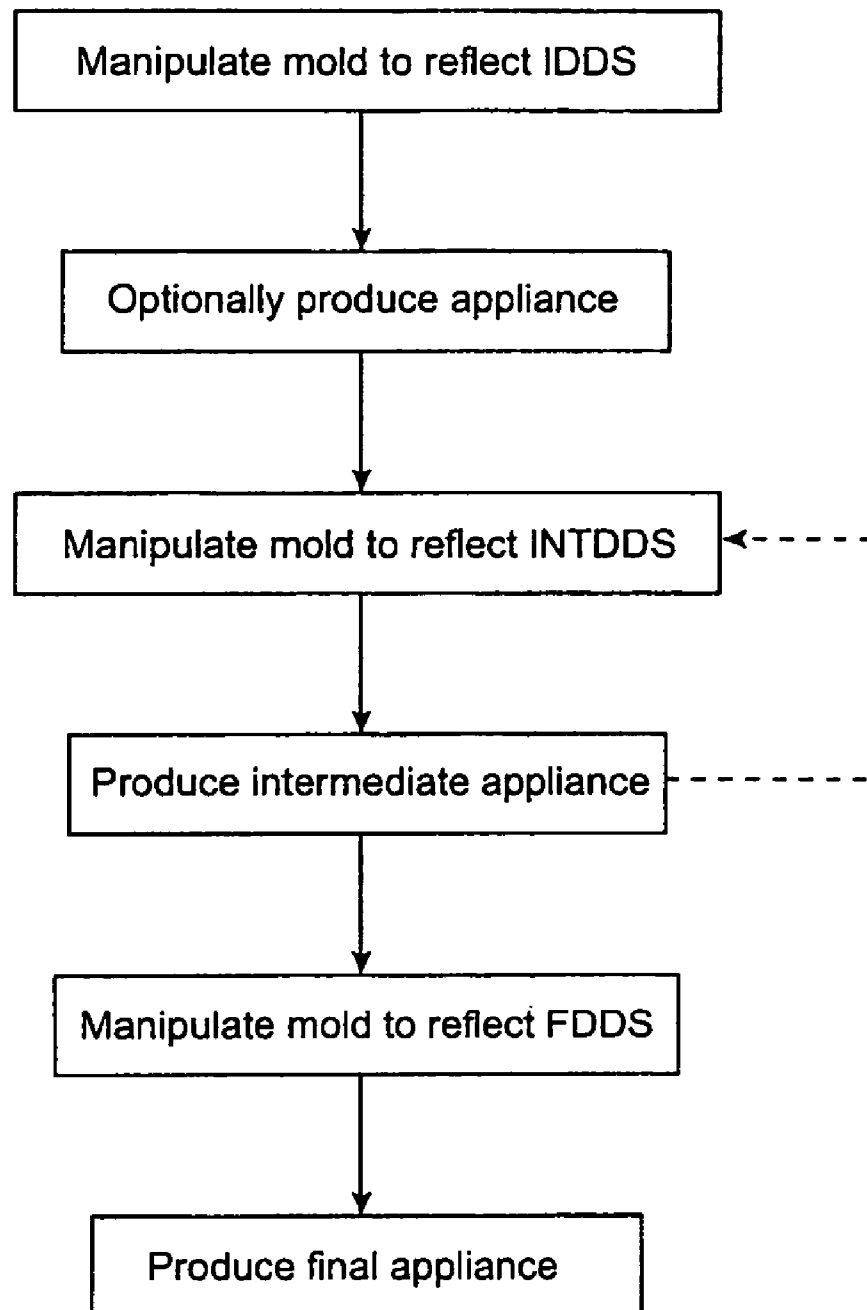 Manipulate mold to reflect IDDS
Optionally produce appliance
Manipulate mold to reflect INTDDS
Produce intermediate appliance
Manipulate mold to reflect FDDS
Produce final appliance